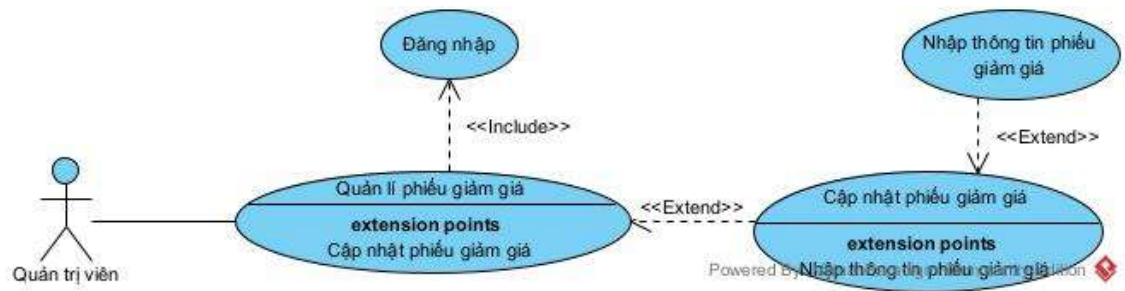 Đăng nhập
Nhập thông tin phiếu
giảm giá
<<Include>>
<<Extend>>
Quản lí phiếu giảm giá
extension points
Cập nhật phiếu giảm giá
<<Extend>>
Cập nhật phiếu giảm giá
extension points
Nhập thông tin phiếu giảm giá
Quản trị viên
Powered By